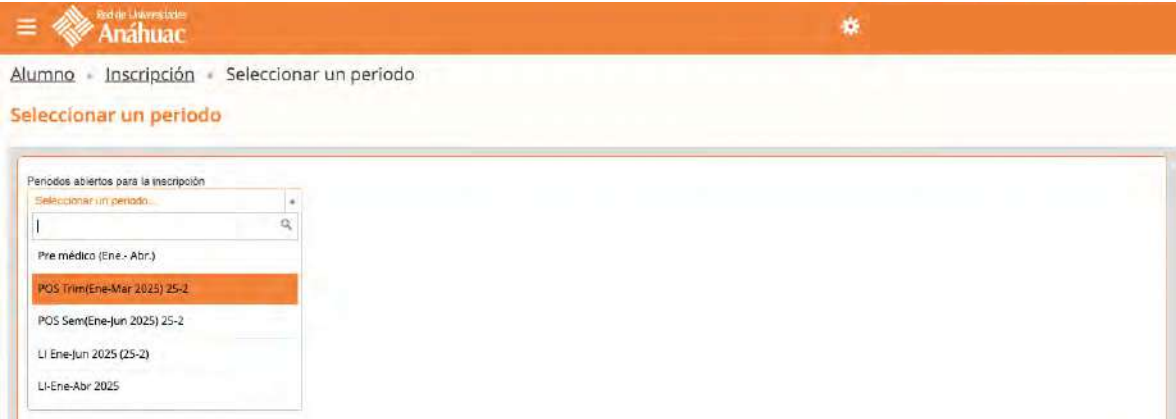 Red de Universidades
Anáhuac
Alumno • Inscripción • Seleccionar un periodo
Seleccionar un periodo
Periodos abiertos para la inscripción
Seleccionar un periodo...
Pre médico (Ene.- Abr.)
POS Trim(Ene-Mar 2025) 25-2
POS Sem(Ene-Jun 2025) 25-2
LI Ene-Jun 2025 (25-2)
LI-Ene-Abr 2025